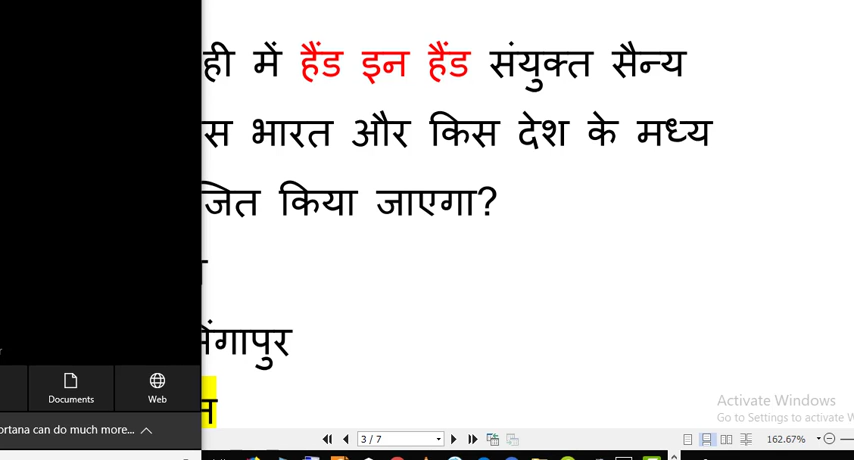 ही में हैंड इन हैंड संयुक्त सैन्य
स भारत और किस देश के मध्य
जित किया जाएगा?
सिंगापुर
न
Documents
Web
ortana can do much more...
3 / 7
162.67%
Activate Windows
Go to Settings to activate W